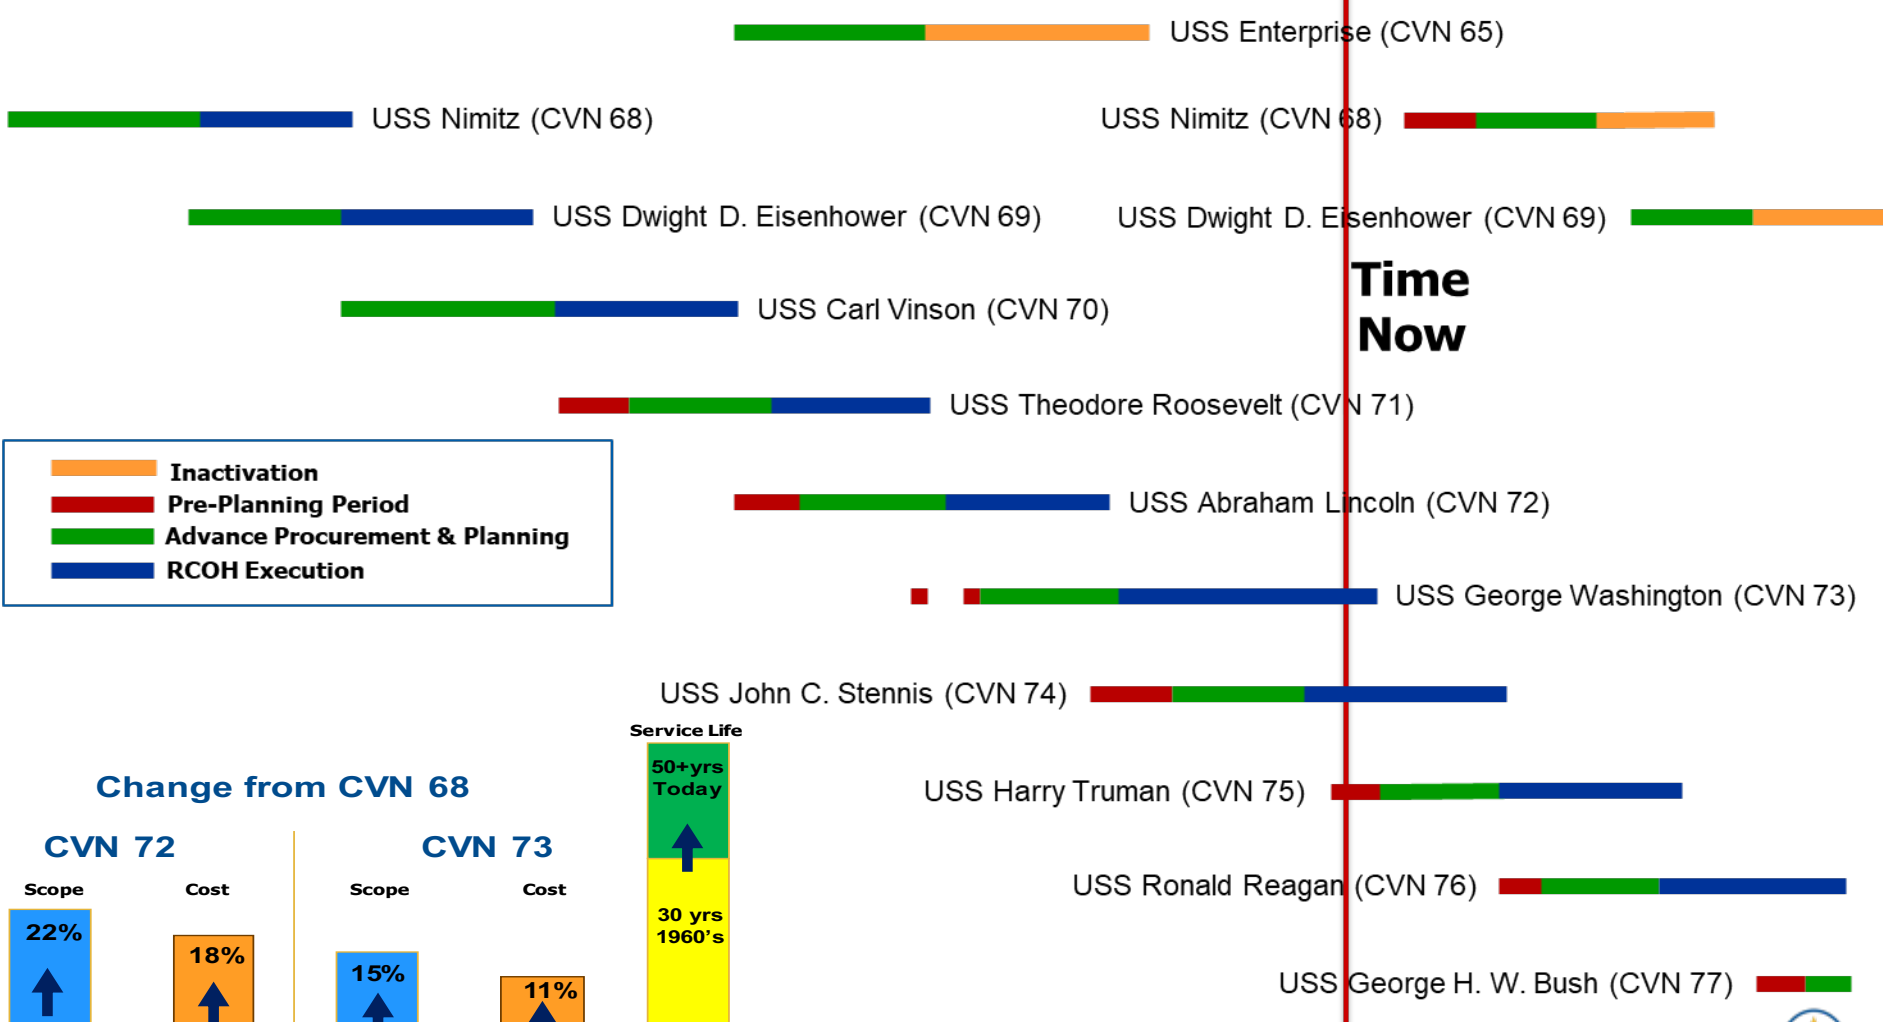 USS Enterprise (CVN 65)
USS Nimitz (CVN 68)
USS Nimitz (CVN 68)
USS Dwight D. Eisenhower (CVN 69)
USS Dwight D. Eisenhower (CVN 69)
Time
Now
USS Carl Vinson (CVN 70)
USS Theodore Roosevelt (CVN 71)
Inactivation
Pre-Planning Period
Advance Procurement & Planning
RCOH Execution
USS Abraham Lincoln (CVN 72)
USS George Washington (CVN 73)
USS John C. Stennis (CVN 74)
Service Life
50+yrs
Today
30 yrs
1960's
USS Harry Truman (CVN 75)
USS Ronald Reagan (CVN 76)
USS George H. W. Bush (CVN 77)
Change from CVN 68
CVN 72
CVN 73
Scope
Cost
Scope
Cost
22%
18%
15%
11%